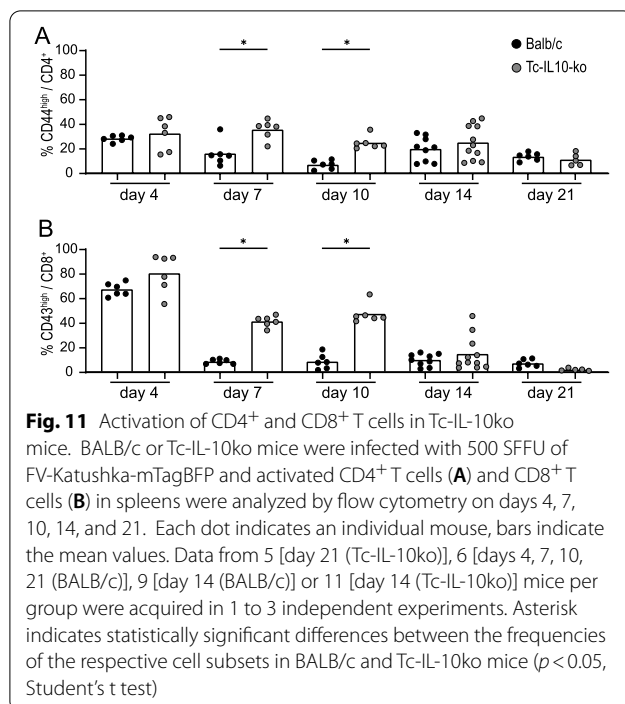 A
100
80
60
40
20
0
% CD44high / CD4+
* *
Balb/c
Tc-IL10-ko
day 4 day 7 day 10 day 14 day 21
B
100
80
60
40
20
0
% CD43high / CD8+
* *
day 4 day 7 day 10 day 14 day 21
Fig. 11 Activation of CD4+ and CD8+ T cells in Tc-IL-10ko
mice. BALB/c or Tc-IL-10ko mice were infected with 500 SFFU of
FV-Katushka-mTagBFP and activated CD4+ T cells (A) and CD8+ T
cells (B) in spleens were analyzed by flow cytometry on days 4, 7,
10, 14, and 21. Each dot indicates an individual mouse, bars indicate
the mean values. Data from 5 [day 21 (Tc-IL-10ko)], 6 [days 4, 7, 10,
21 (BALB/c)], 9 [day 14 (BALB/c)] or 11 [day 14 (Tc-IL-10ko)] mice per
group were acquired in 1 to 3 independent experiments. Asterisk
indicates statistically significant differences between the frequencies
of the respective cell subsets in BALB/c and Tc-IL-10ko mice (p < 0.05,
Student's t test)